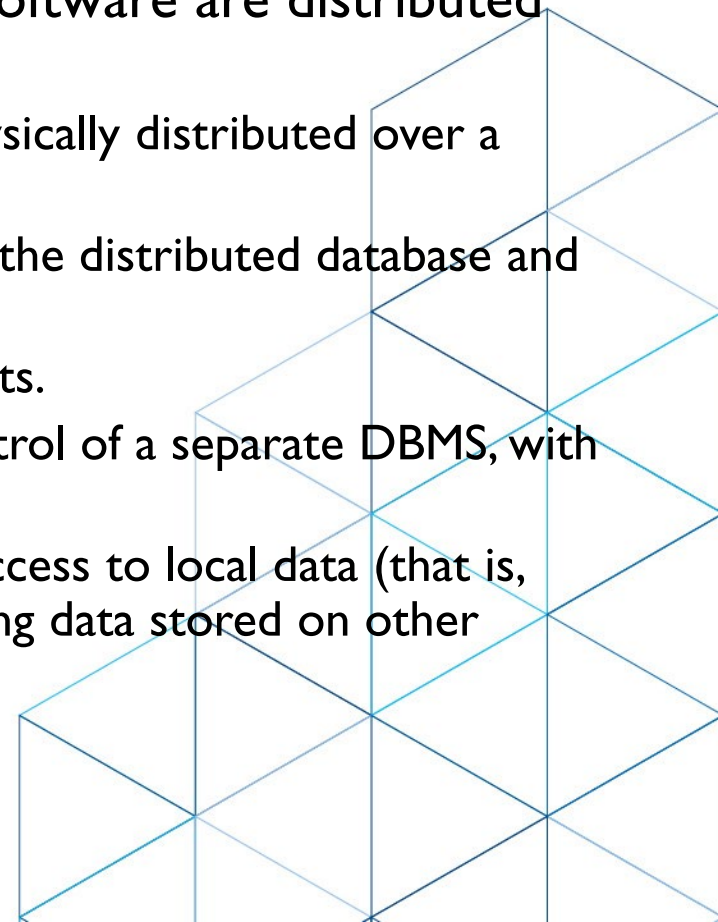 software are distributed
sically distributed over a
the distributed database and
ts.
trol of a separate DBMS, with
ccess to local data (that is,
ng data stored on other